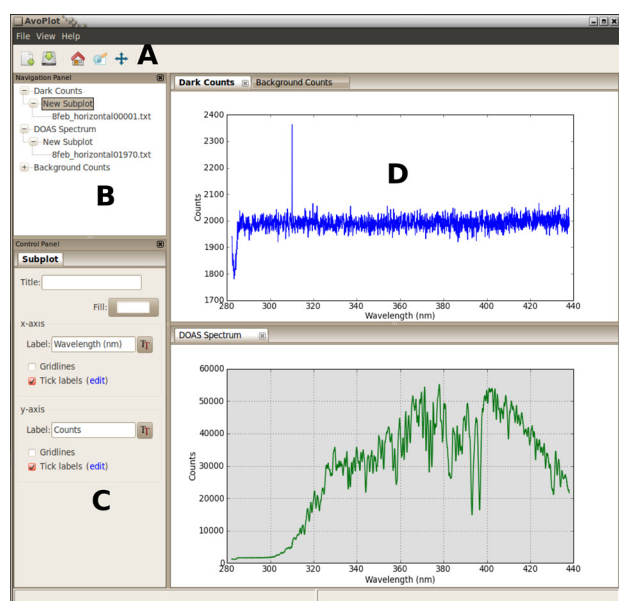 AvoPlot
File View Help
A
Navigation Panel
Dark Counts
New Subplot
8feb_horizontal00001.txt
DOAS Spectrum
New Subplot
8feb_horizontal01970.txt
Background Counts
B
Control Panel
Subplot
Title:
Fill:
x-axis
Label: Wavelength (nm) Tr
Gridlines
Tick labels (edit)
y-axis
Label: Counts Tr
Gridlines
Tick labels (edit)
C
Dark Counts Background Counts
2400
2300
2200
2100
2000
1900
1800
1700
Counts
D
280 300 320 340 360 380 400 420 440
Wavelength (nm)
DOAS Spectrum
60000
50000
40000
30000
20000
10000
0
Counts
280 300 320 340 360 380 400 420 440
Wavelength (nm)